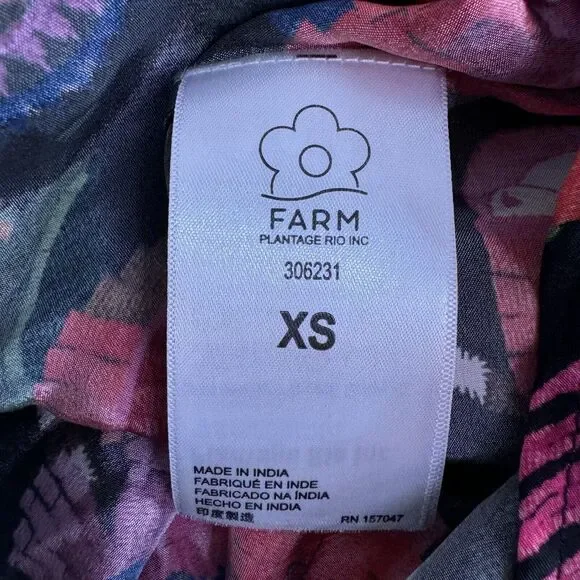 FARM
PLANTAGE RIO INC
306231
XS
MADE IN INDIA
FABRIQUÉ EN INDE
FABRICADO NA ÍNDIA
HECHO EN INDIA
印度製造
RN 157047